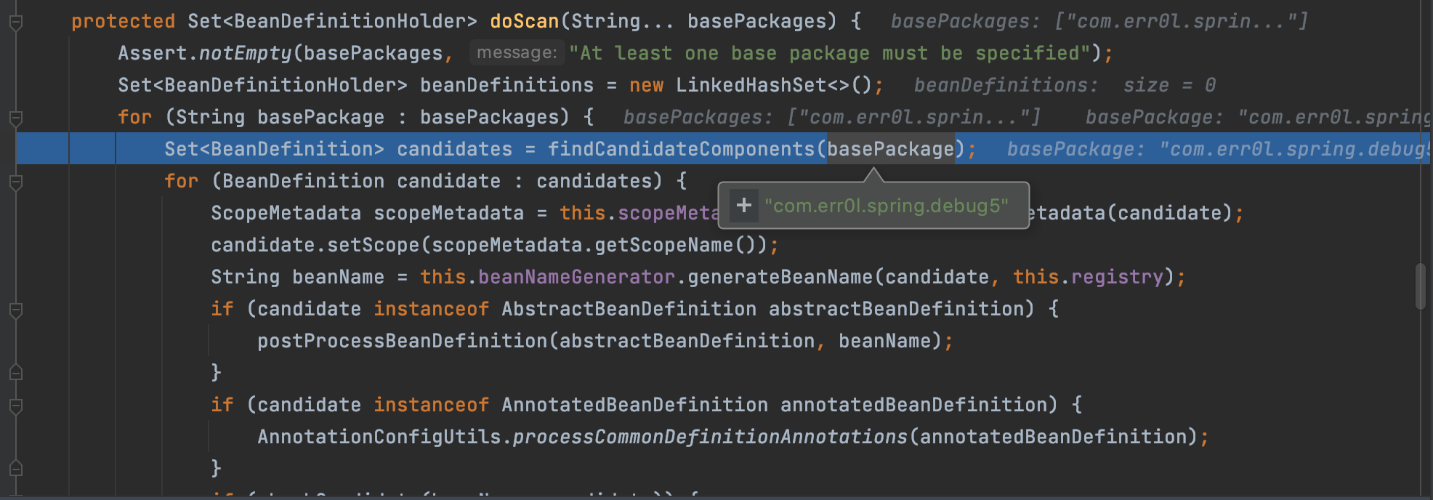 protected Set<BeanDefinitionHolder> doScan(String... basePackages) { basePackages: ["com.err0l.sprin..."]
Assert.notEmpty(basePackages, message: "At least one base package must be specified");
Set<BeanDefinitionHolder> beanDefinitions = new LinkedHashSet<>(); beanDefinitions: size = 0
for (String basePackage : basePackages) { basePackages: ["com.err0l.sprin..."] basePackage: "com.err0l.spring
Set<BeanDefinition> candidates = findCandidateComponents(basePackage); basePackage: "com.err0l.spring.debug5
for (BeanDefinition candidate : candidates) {
+ "com.err0l.spring.debug5"
ScopeMetadata scopeMetadata = this.scopeMeta etadata(candidate);
candidate.setScope(scopeMetadata.getScopeName());
String beanName = this.beanNameGenerator.generateBeanName(candidate, this.registry);
if (candidate instanceof AbstractBeanDefinition abstractBeanDefinition) {
postProcessBeanDefinition(abstractBeanDefinition, beanName);
}
if (candidate instanceof AnnotatedBeanDefinition annotatedBeanDefinition) {
AnnotationConfigUtils.processCommonDefinitionAnnotations(annotatedBeanDefinition);
}